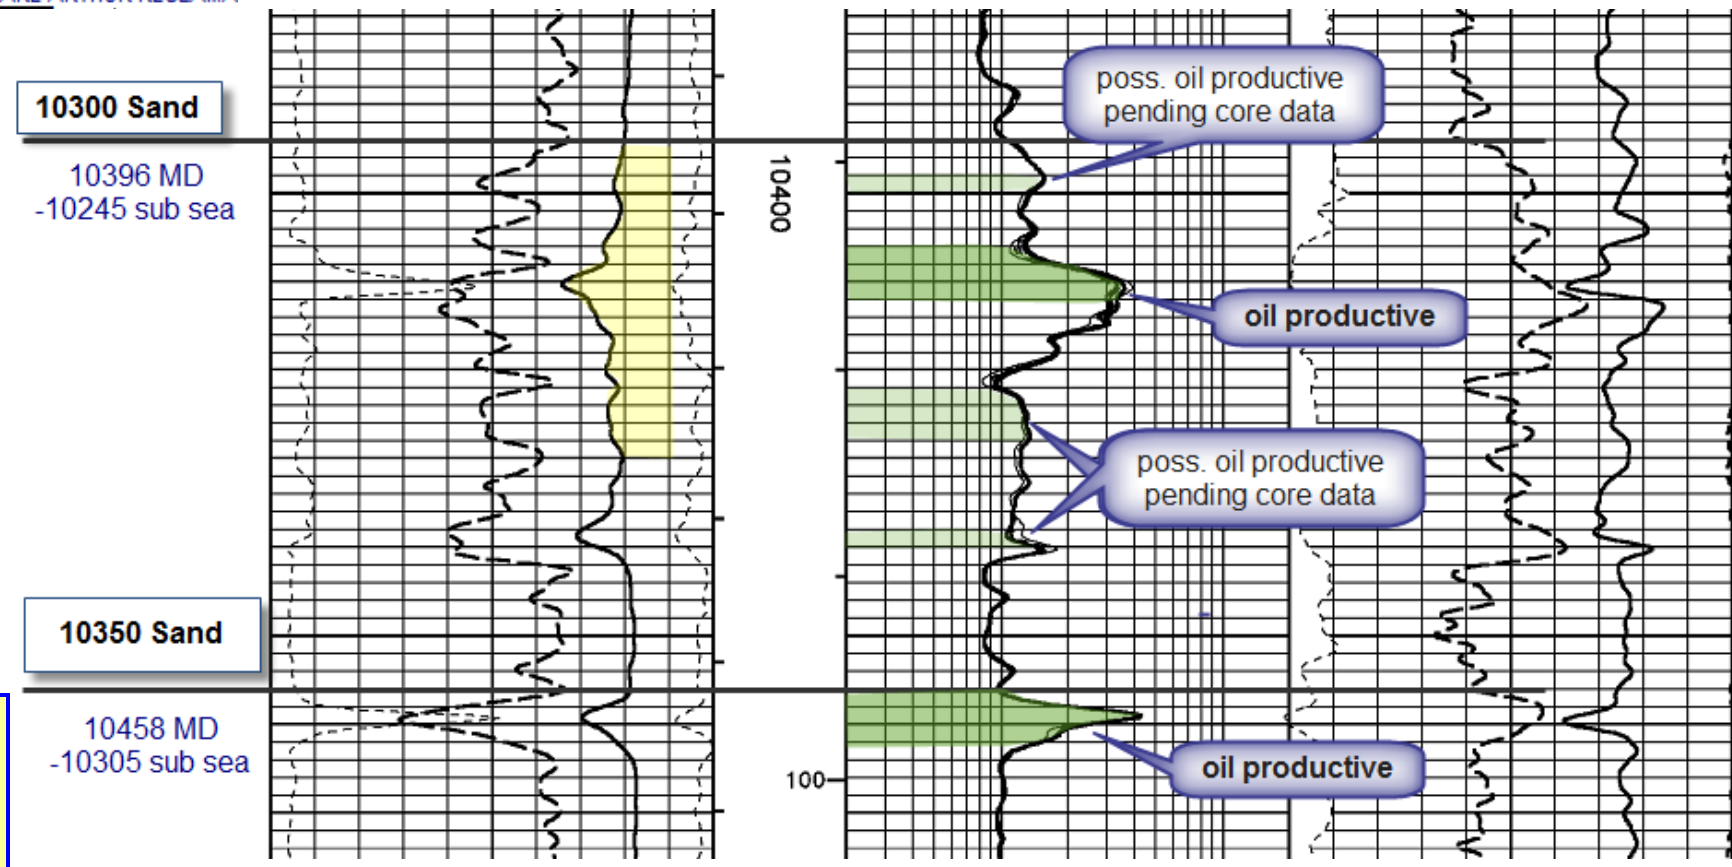 poss. oil productive
pending core data
10300 Sand
10396 MD
-10245 sub sea
10400
oil productive
poss. oil productive
pending core data
10350 Sand
10458 MD
-10305 sub sea
oil productive
100